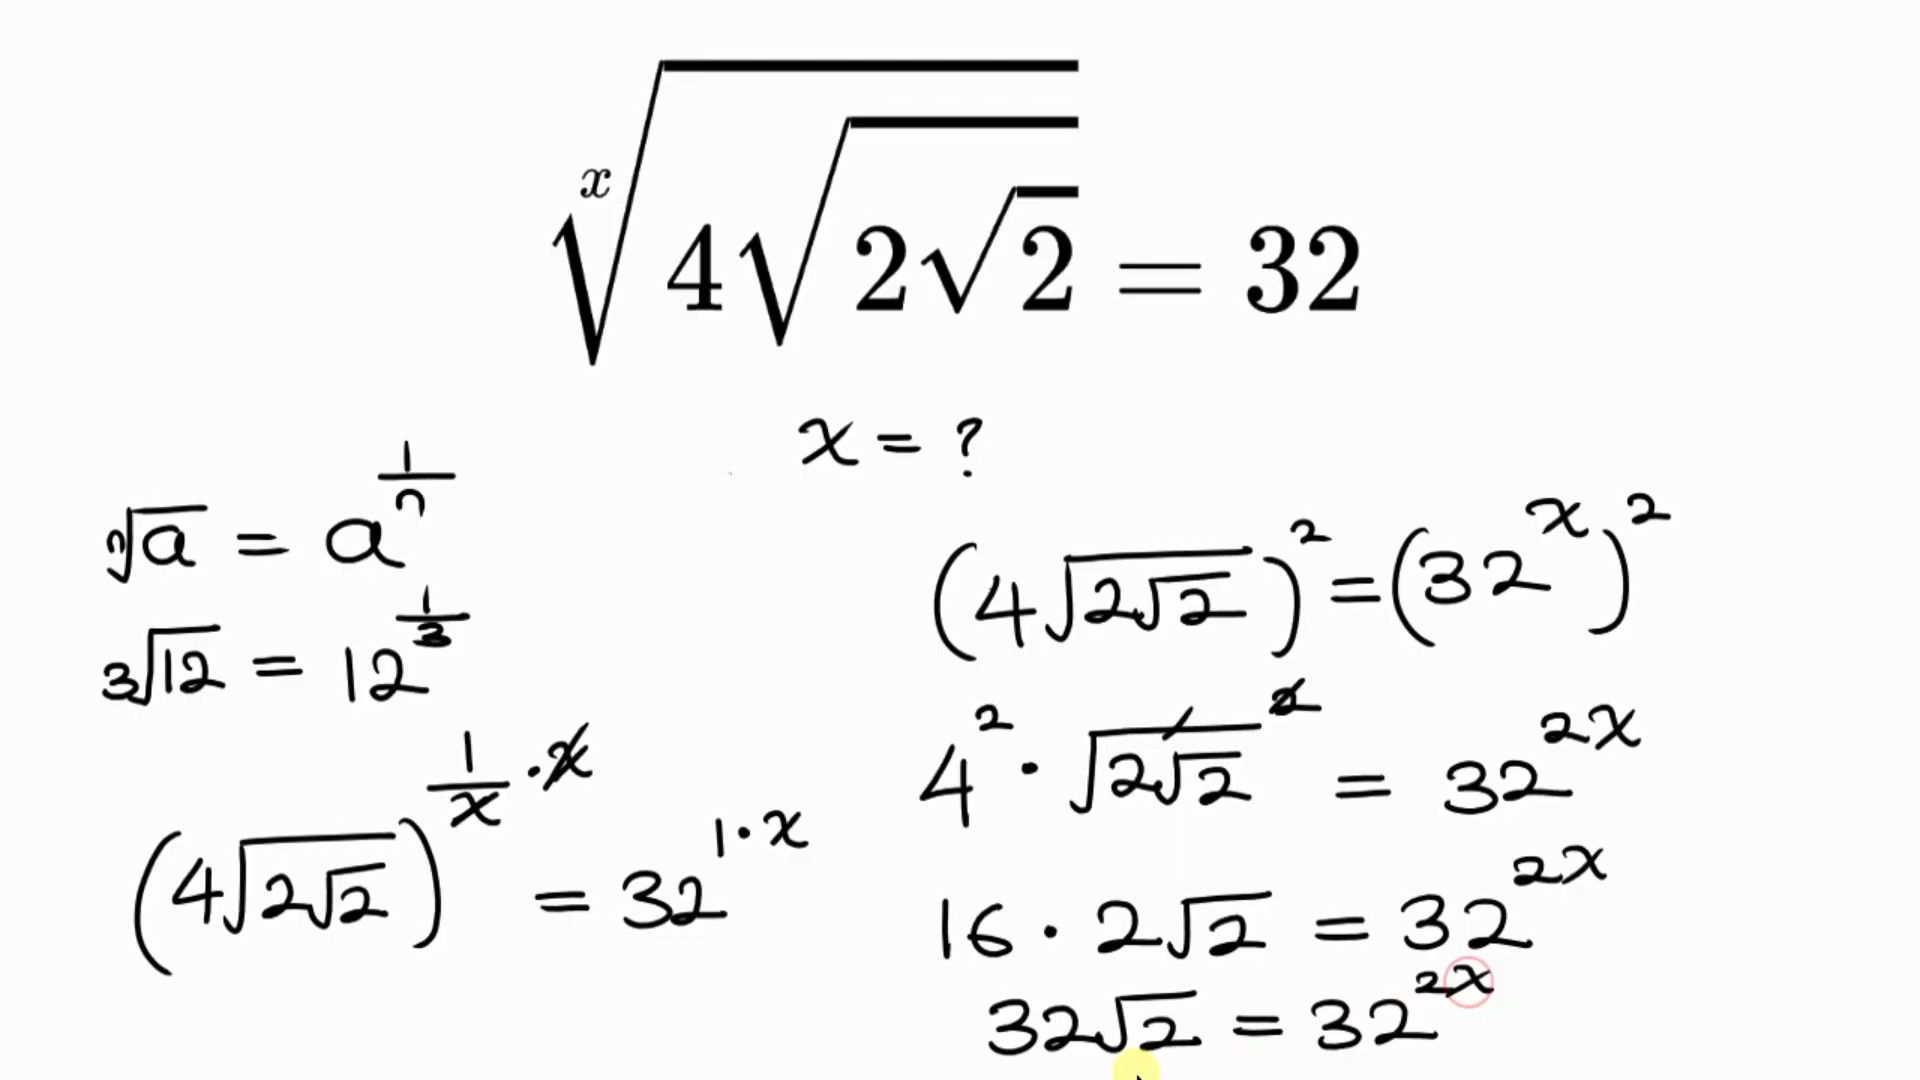 ˣ√(4√(2√2)) = 32
x = ?
ⁿ√a = a^(1/n)
³√12 = 12^(1/3)
(4√(2√2))^(1/x · x) = 32^(1·x)
(4√(2√2))² = (32^x)²
4² · √(2√2)² = 32^(2x)
16 · 2√2 = 32^(2x)
32√2 = 32^(2x)